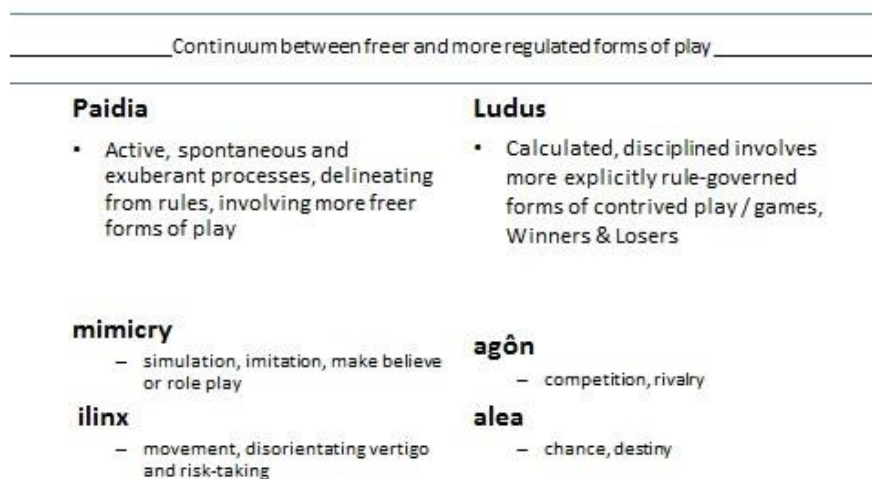 Continuum between freer and more regulated forms of play
Paidia
• Active, spontaneous and
exuberant processes, delineating
from rules, involving more freer
forms of play
mimicry
– simulation, imitation, make believe
or role play
ilinx
– movement, disorientating vertigo
and risk-taking
Ludus
• Calculated, disciplined involves
more explicitly rule-governed
forms of contrived play / games,
Winners & Losers
agôn
– competition, rivalry
alea
– chance, destiny